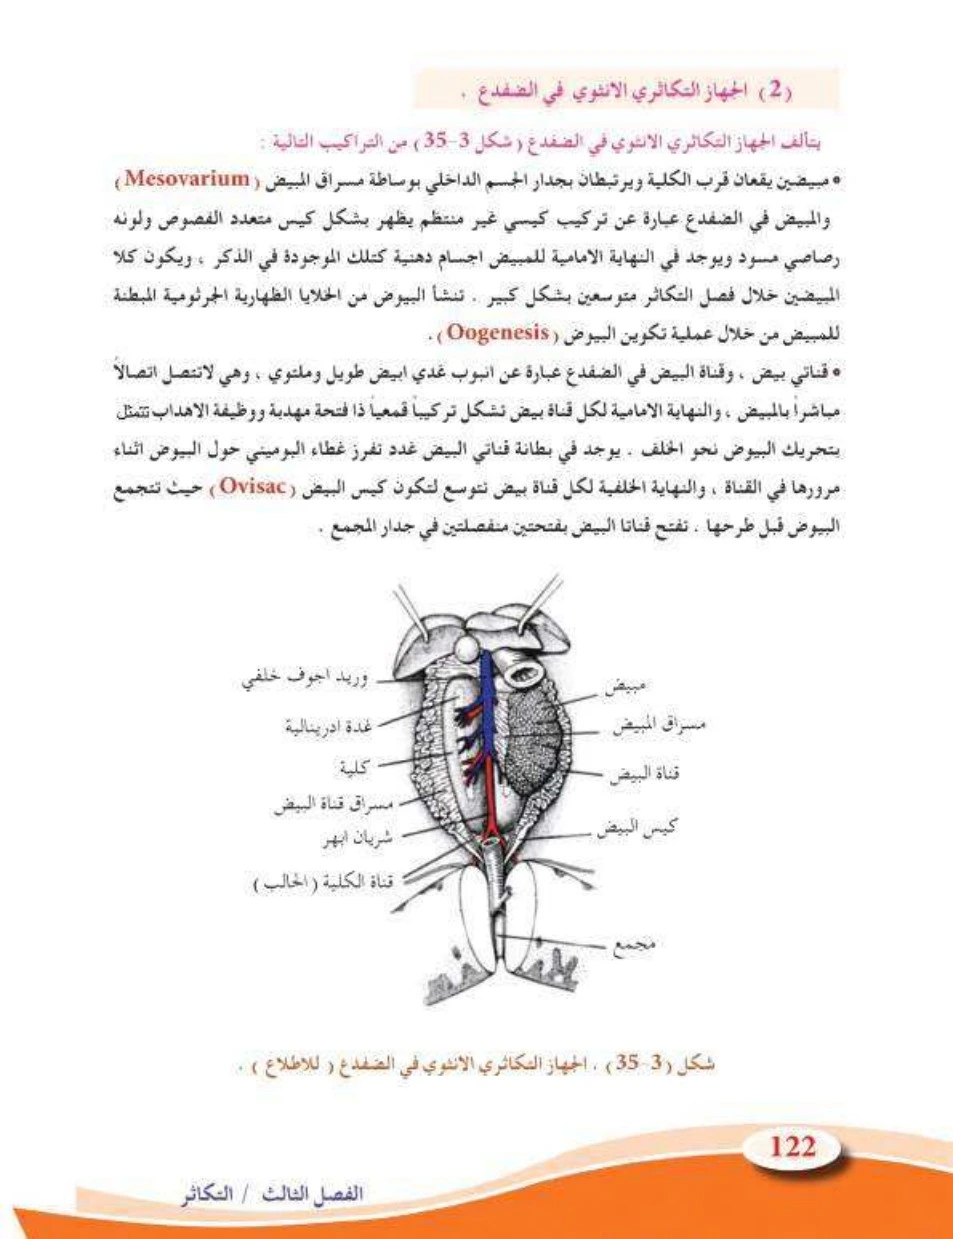 (2) الجهاز التكاثري الانثوي في الضفدع .
يتألف الجهاز التكاثري الانثوي في الضفدع (شكل 3-35) من التراكيب التالية :
• مبيضين يقعان قرب الكلية ويرتبطان بجدار الجسم الداخلي بوساطة مسراق المبيض (Mesovarium)
والمبيض في الضفدع عبارة عن تركيب كيسي غير منتظم يظهر بشكل كيس متعدد الفصوص ولونه
رصاصي مسود ويوجد في النهاية الامامية للمبيض اجسام دهنية كتلك الموجودة في الذكر ، ويكون كلا
المبيضين خلال فصل التكاثر متوسعين بشكل كبير . تنشأ البيوض من الخلايا الظهارية الجرثومية المبطنة
للمبيض من خلال عملية تكوين البيوض (Oogenesis) .
• قناتي بيض ، وقناة البيض في الضفدع عبارة عن انبوب غدي ابيض طويل وملتوي ، وهي لاتتصل اتصالاً
مباشراً بالمبيض ، والنهاية الامامية لكل قناة بيض تشكل تركيباً قمعياً ذا فتحة مهدبة ووظيفة الاهداب تتمثل
بتحريك البيوض نحو الخلف . يوجد في بطانة قناتي البيض غدد تفرز غطاء البوميني حول البيوض اثناء
مرورها في القناة ، والنهاية الخلفية لكل قناة بيض تتوسع لتكون كيس البيض (Ovisac) حيث تتجمع
البيوض قبل طرحها . تفتح قناتا البيض بفتحتين منفصلتين في جدار المجمع .
مبيض
مسراق المبيض
قناة البيض
كيس البيض
مجمع
وريد اجوف خلفي
غدة ادرينالية
كلية
مسراق قناة البيض
شريان ابهر
قناة الكلية (الحالب)
شكل (3-35) . الجهاز التكاثري الانثوي في الضفدع ( للاطلاع ) .
122
الفصل الثالث / التكاثر